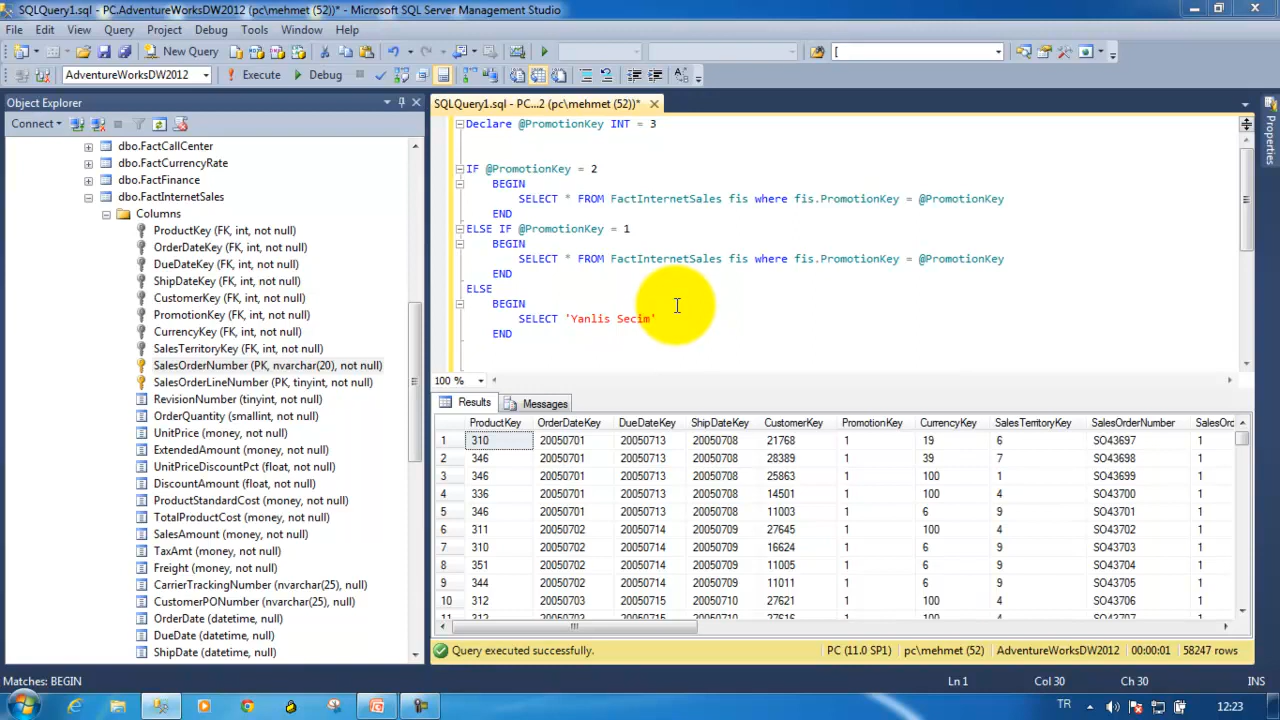 SQLQuery1.sql - PC.AdventureWorksDW2012 (pc\mehmet (52))* - Microsoft SQL Server Management Studio
File Edit View Query Project Debug Tools Window Help
New Query [
AdventureWorksDW2012 Execute Debug
Object Explorer
Connect
dbo.FactCallCenter
dbo.FactCurrencyRate
dbo.FactFinance
dbo.FactInternetSales
Columns
ProductKey (FK, int, not null)
OrderDateKey (FK, int, not null)
DueDateKey (FK, int, not null)
ShipDateKey (FK, int, not null)
CustomerKey (FK, int, not null)
PromotionKey (FK, int, not null)
CurrencyKey (FK, int, not null)
SalesTerritoryKey (FK, int, not null)
SalesOrderNumber (PK, nvarchar(20), not null)
SalesOrderLineNumber (PK, tinyint, not null)
RevisionNumber (tinyint, not null)
OrderQuantity (smallint, not null)
UnitPrice (money, not null)
ExtendedAmount (money, not null)
UnitPriceDiscountPct (float, not null)
DiscountAmount (float, not null)
ProductStandardCost (money, not null)
TotalProductCost (money, not null)
SalesAmount (money, not null)
TaxAmt (money, not null)
Freight (money, not null)
CarrierTrackingNumber (nvarchar(25), null)
CustomerPONumber (nvarchar(25), null)
OrderDate (datetime, null)
DueDate (datetime, null)
ShipDate (datetime, null)
SQLQuery1.sql - PC...2 (pc\mehmet (52))*
Declare @PromotionKey INT = 3
IF @PromotionKey = 2
BEGIN
SELECT * FROM FactInternetSales fis where fis.PromotionKey = @PromotionKey
END
ELSE IF @PromotionKey = 1
BEGIN
SELECT * FROM FactInternetSales fis where fis.PromotionKey = @PromotionKey
END
ELSE
BEGIN
SELECT 'Yanlis Secim'
END
100 %
Results Messages
ProductKey OrderDateKey DueDateKey ShipDateKey CustomerKey PromotionKey CurrencyKey SalesTerritoryKey SalesOrderNumber SalesOrc
1 310 20050701 20050713 20050708 21768 1 19 6 SO43697 1
2 346 20050701 20050713 20050708 28389 1 39 7 SO43698 1
3 346 20050701 20050713 20050708 25863 1 100 1 SO43699 1
4 336 20050701 20050713 20050708 14501 1 100 4 SO43700 1
5 346 20050701 20050713 20050708 11003 1 6 9 SO43701 1
6 311 20050702 20050714 20050709 27645 1 100 4 SO43702 1
7 310 20050702 20050714 20050709 16624 1 6 9 SO43703 1
8 351 20050702 20050714 20050709 11005 1 6 9 SO43704 1
9 344 20050702 20050714 20050709 11011 1 6 9 SO43705 1
10 312 20050703 20050715 20050710 27621 1 100 4 SO43706 1
11 312 20050703 20050715 20050710 27616 1 100 4 SO43707 1
Query executed successfully. PC (11.0 SP1) pc\mehmet (52) AdventureWorksDW2012 00:00:01 58247 rows
Properties
Matches: BEGIN Ln 1 Col 30 Ch 30 INS
TR 12:23